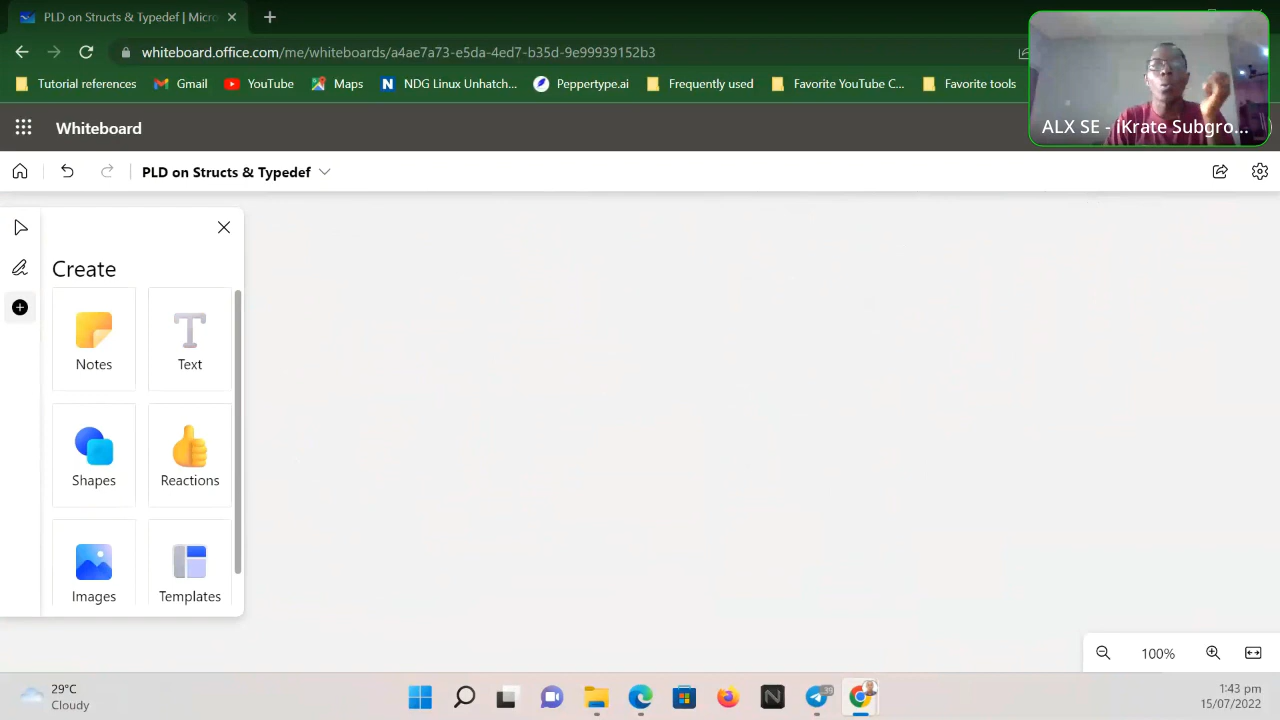 PLD on Structs & Typedef | Micro
whiteboard.office.com/me/whiteboards/a4ae7a73-e5da-4ed7-b35d-9e99939152b3
Tutorial references Gmail YouTube Maps NDG Linux Unhatch... Peppertype.ai Frequently used Favorite YouTube C... Favorite tools
ALX SE - iKrate Subgro...
Whiteboard
PLD on Structs & Typedef
Create
Notes Text
Shapes Reactions
Images Templates
100%
29°C
Cloudy
39
1:43 pm
15/07/2022